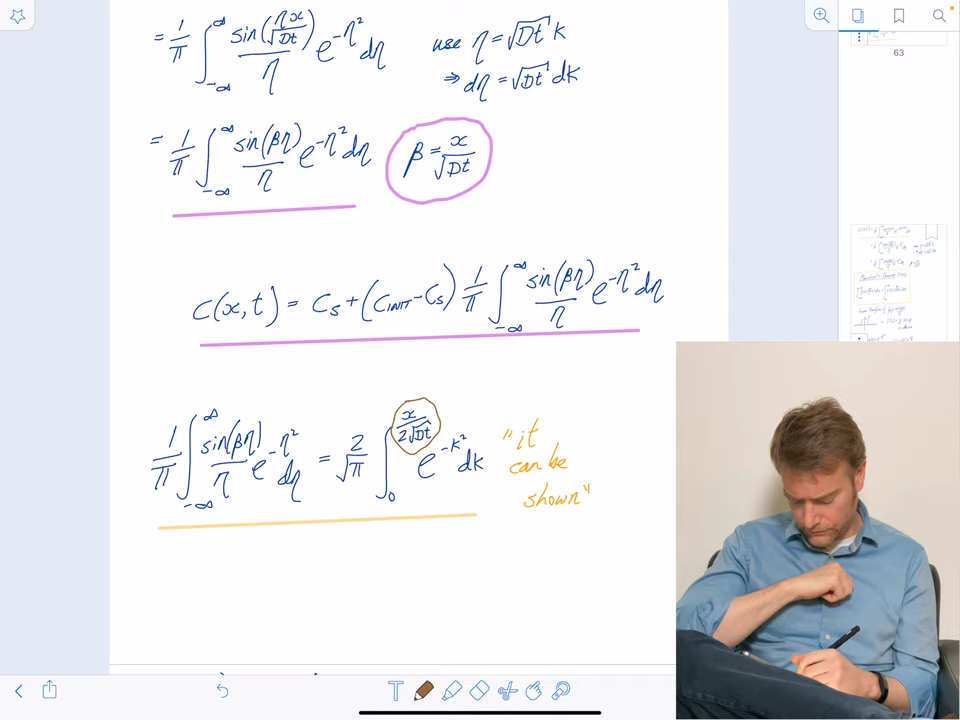 = 1/π ∫_{-∞}^{∞} sin(ηx/√Dt)/η e^{-η²} dη use η = √Dt k
⇒ dη = √Dt dk
= 1/π ∫_{-∞}^{∞} sin(βη)/η e^{-η²} dη β = x/√Dt
c(x,t) = C_S + (C_INIT - C_S) 1/π ∫_{-∞}^{∞} sin(βη)/η e^{-η²} dη
1/π ∫_{-∞}^{∞} sin(βη)/η e^{-η²} dη = 2/√π ∫_0^{x/2√Dt} e^{-k²} dk "it
can be
shown"
63
T